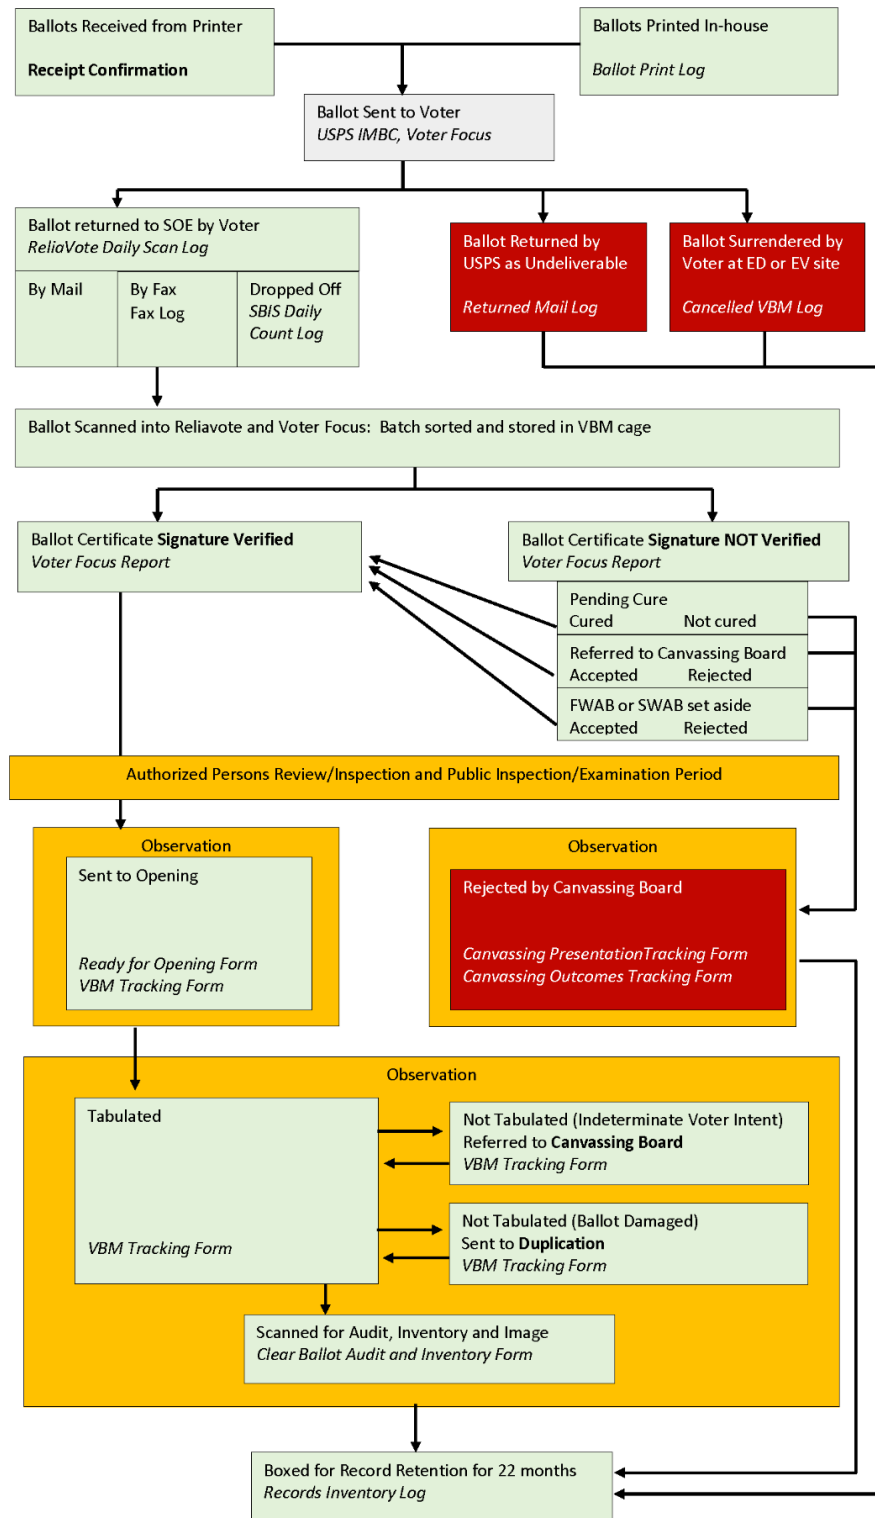 Ballots Received from Printer
Receipt Confirmation
Ballots Printed In-house
Ballot Print Log
Ballot Sent to Voter
USPS IMBC, Voter Focus
Ballot returned to SOE by Voter
ReliaVote Daily Scan Log
By Mail
By Fax
Fax Log
Dropped Off
SBIS Daily
Count Log
Ballot Returned by
USPS as Undeliverable
Returned Mail Log
Ballot Surrendered by
Voter at ED or EV site
Cancelled VBM Log
Ballot Scanned into Reliavote and Voter Focus: Batch sorted and stored in VBM cage
Ballot Certificate Signature Verified
Voter Focus Report
Ballot Certificate Signature NOT Verified
Voter Focus Report
Pending Cure
Cured Not cured
Referred to Canvassing Board
Accepted Rejected
FWAB or SWAB set aside
Accepted Rejected
Authorized Persons Review/Inspection and Public Inspection/Examination Period
Observation
Sent to Opening
Ready for Opening Form
VBM Tracking Form
Observation
Rejected by Canvassing Board
Canvassing PresentationTracking Form
Canvassing Outcomes Tracking Form
Observation
Tabulated
VBM Tracking Form
Not Tabulated (Indeterminate Voter Intent)
Referred to Canvassing Board
VBM Tracking Form
Not Tabulated (Ballot Damaged)
Sent to Duplication
VBM Tracking Form
Scanned for Audit, Inventory and Image
Clear Ballot Audit and Inventory Form
Boxed for Record Retention for 22 months
Records Inventory Log